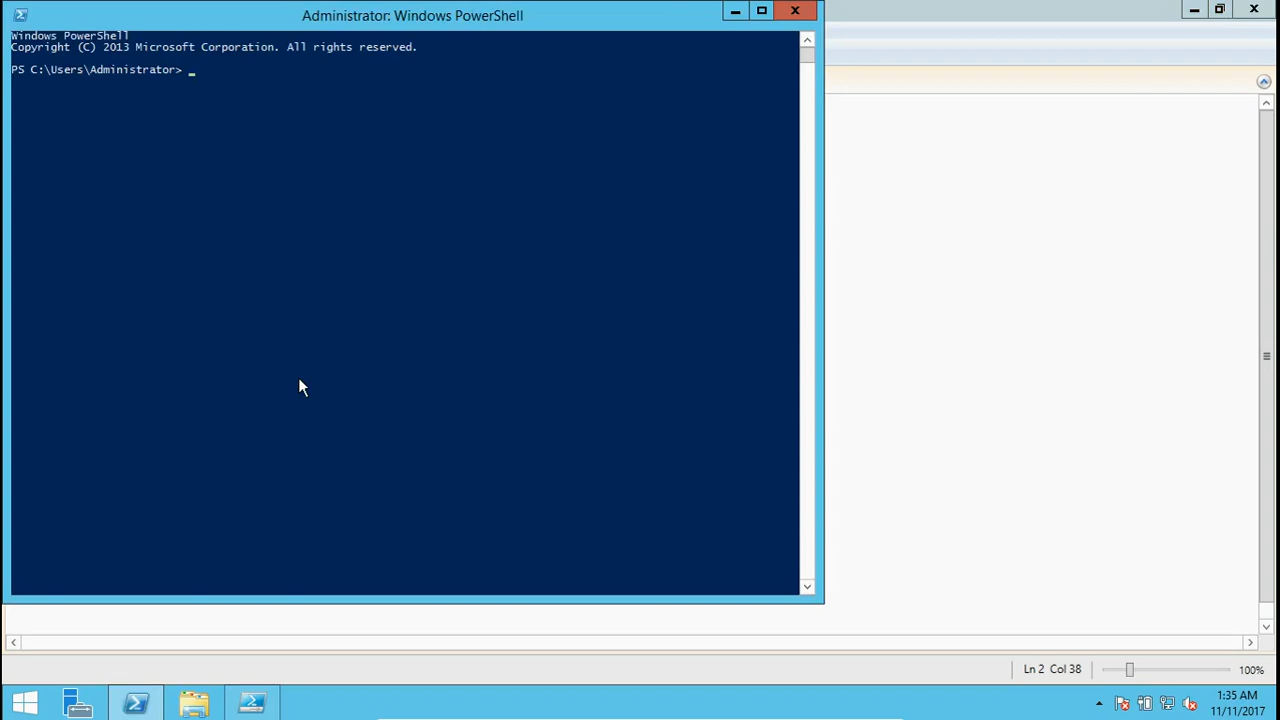 Administrator: Windows PowerShell
Windows PowerShell
Copyright (C) 2013 Microsoft Corporation. All rights reserved.
PS C:\Users\Administrator> _
Ln 2 Col 38
100%
1:35 AM
11/11/2017